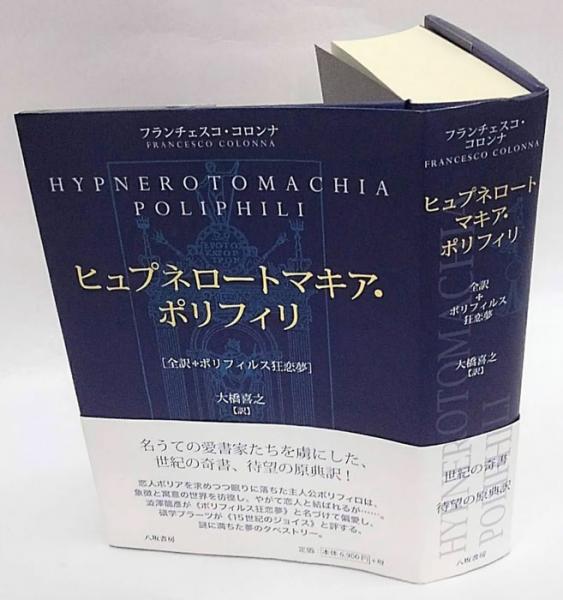 フランチェスコ・コロンナ
FRANCESCO COLONNA
HYPNEROTOMACHIA
POLIPHILI
ヒュプネロートマキア・
ポリフィリ
[全訳✢ポリフィルス狂恋夢]
大橋喜之
[訳]
名うての愛書家たちを虜にした、
世紀の奇書、待望の原典訳!
恋人ポリアを求めつつ眠りに落ちた主人公ポリフィロは、
象徴と寓意の世界を彷徨し、やがて恋人と結ばれるが……。
澁澤龍彦が《ポリフィルス狂恋夢》と名づけて偏愛し、
碩学プラーツが《15世紀のジョイス》と評する、
謎に満ちた夢のタペストリー。
八坂書房
定価:本体6,900円+税
フランチェスコ・
コロンナ
FRANCESCO COLONNA
ヒュプネロート
マキア・
ポリフィリ
全訳
✢
ポリフィルス
狂恋夢
大橋喜之
[訳]
世紀の奇書
待望の原典訳
HYPNEROTOMACHIA
POLIPHILI
八坂書房